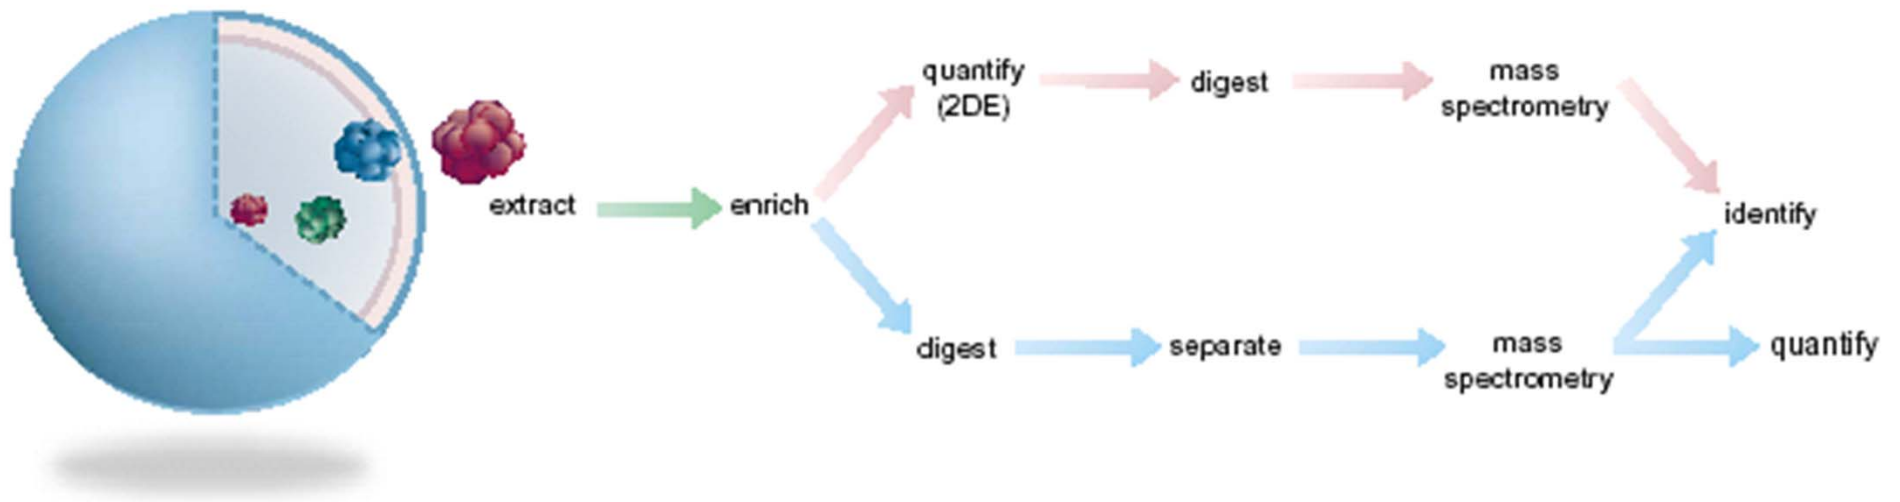 extract
enrich
quantify
(2DE)
digest
mass
spectrometry
identify
digest
separate
mass
spectrometry
quantify